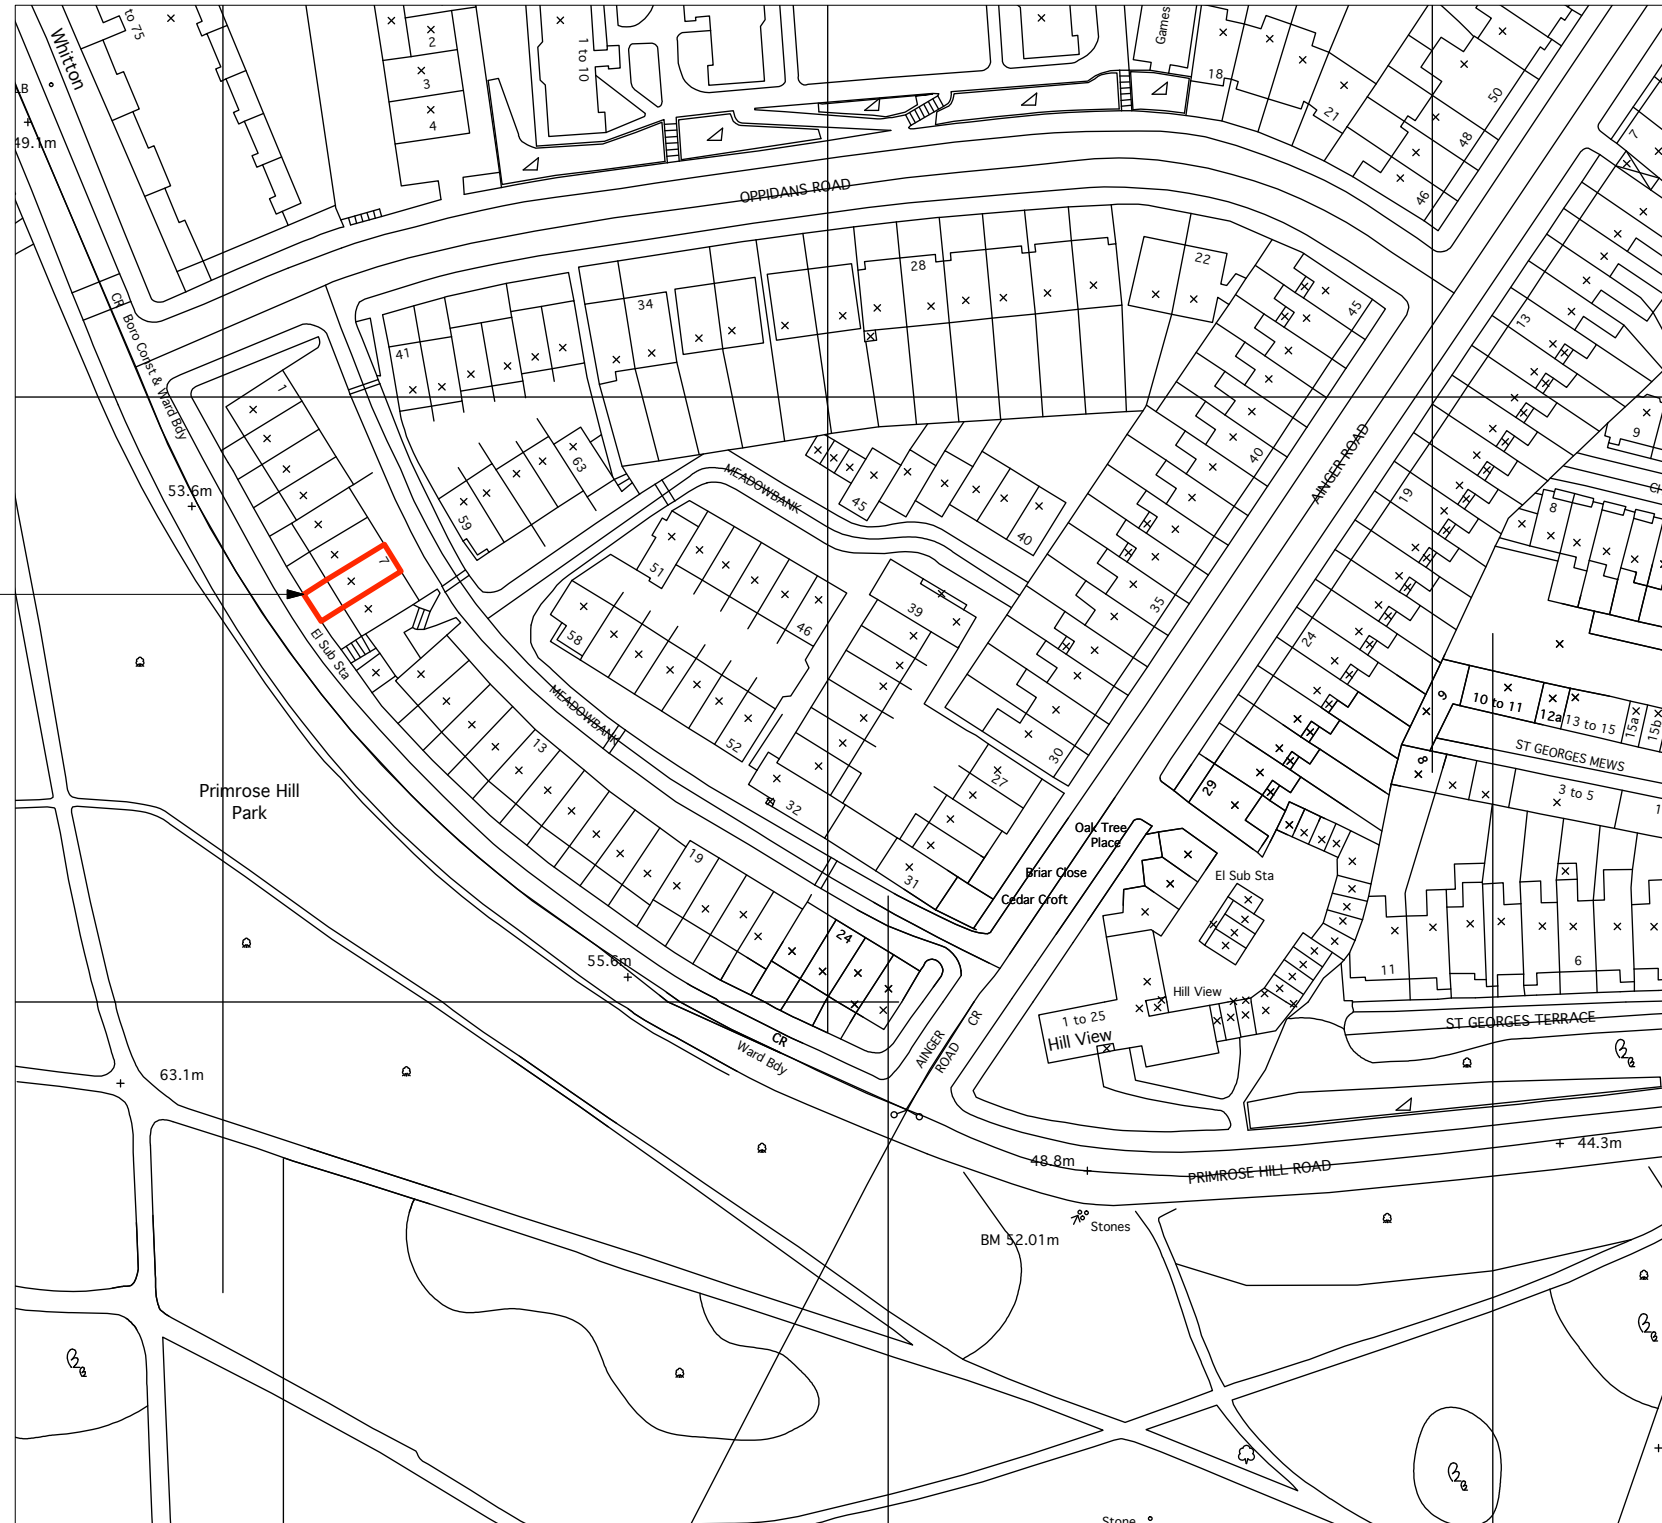 to 75
Whitton
LB
49.1m
2
3
4
1 to 10
Games
18
21
50
48
46
7
OPPIDANS ROAD
CR
Boro Const & Ward Bdy
41
34
28
22
45
13
1
53.6m
59
63
MEADOWBANK
45
40
40
AINGER ROAD
19
9
8
7
El Sub Sta
51
46
58
52
39
35
24
30
9
10 to 11
12a
13 to 15
15a
15b
ST GEORGES MEWS
8
3 to 5
1
MEADOWBANK
13
32
27
29
31
Primrose Hill
Park
19
24
Oak Tree
Place
Briar Close
Cedar Croft
El Sub Sta
11
6
55.6m
Hill View
1 to 25
Hill View
ST GEORGES TERRACE
CR
Ward Bdy
AINGER
ROAD
CR
63.1m
48.8m
PRIMROSE HILL ROAD
44.3m
Stones
BM 52.01m
Stone